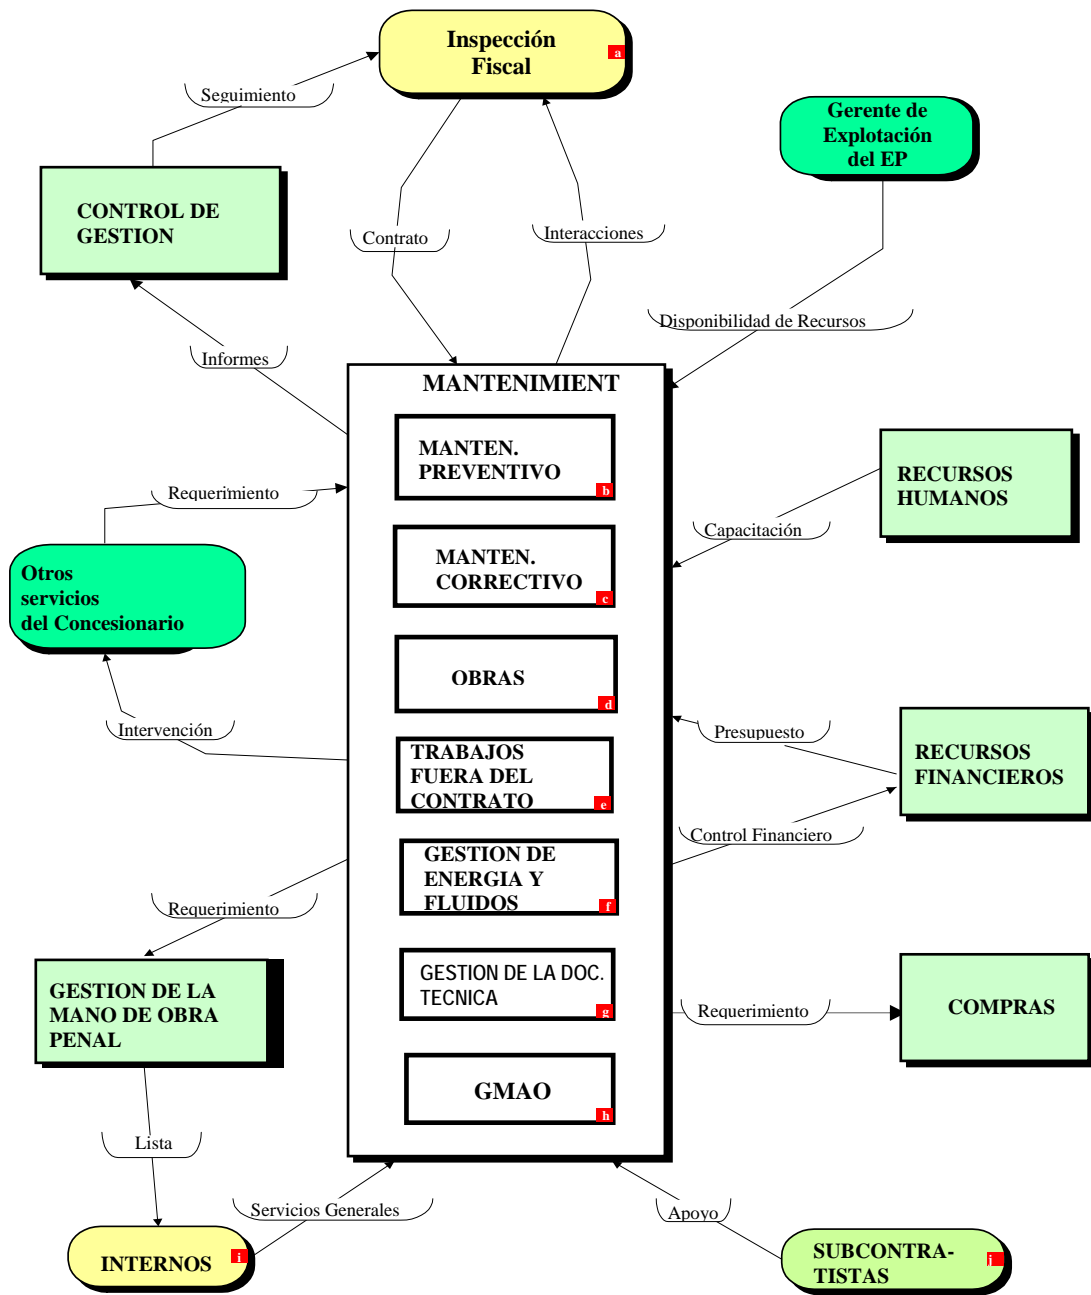 Inspección
Fiscal
a
Seguimiento
Gerente de
Explotación
del EP
CONTROL DE
GESTION
Contrato
Interacciones
Disponibilidad de Recursos
Informes
MANTENIMIENT
MANTEN.
PREVENTIVO
b
RECURSOS
HUMANOS
Requerimiento
Capacitación
MANTEN.
CORRECTIVO
c
Otros
servicios
del Concesionario
OBRAS
d
Intervención
Presupuesto
RECURSOS
FINANCIEROS
TRABAJOS
FUERA DEL
CONTRATO
e
Control Financiero
GESTION DE
ENERGIA Y
FLUIDOS
f
Requerimiento
GESTION DE LA
MANO DE OBRA
PENAL
GESTION DE LA DOC.
TECNICA
g
Requerimiento
COMPRAS
GMAO
h
Lista
Servicios Generales
Apoyo
INTERNOS
i
SUBCONTRA-
TISTAS
j